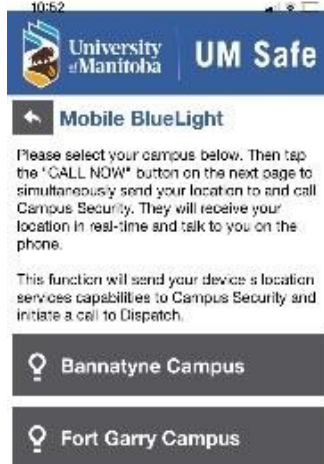 10:52
University
of Manitoba
UM Safe
Mobile BlueLight
Please select your campus below. Then tap
the "CALL NOW" button on the next page to
simultaneously send your location to and call
Campus Security. They will receive your
location in real-time and talk to you on the
phone.
This function will send your device s location
services capabilities to Campus Security and
initiate a call to Dispatch.
Bannatyne Campus
Fort Garry Campus